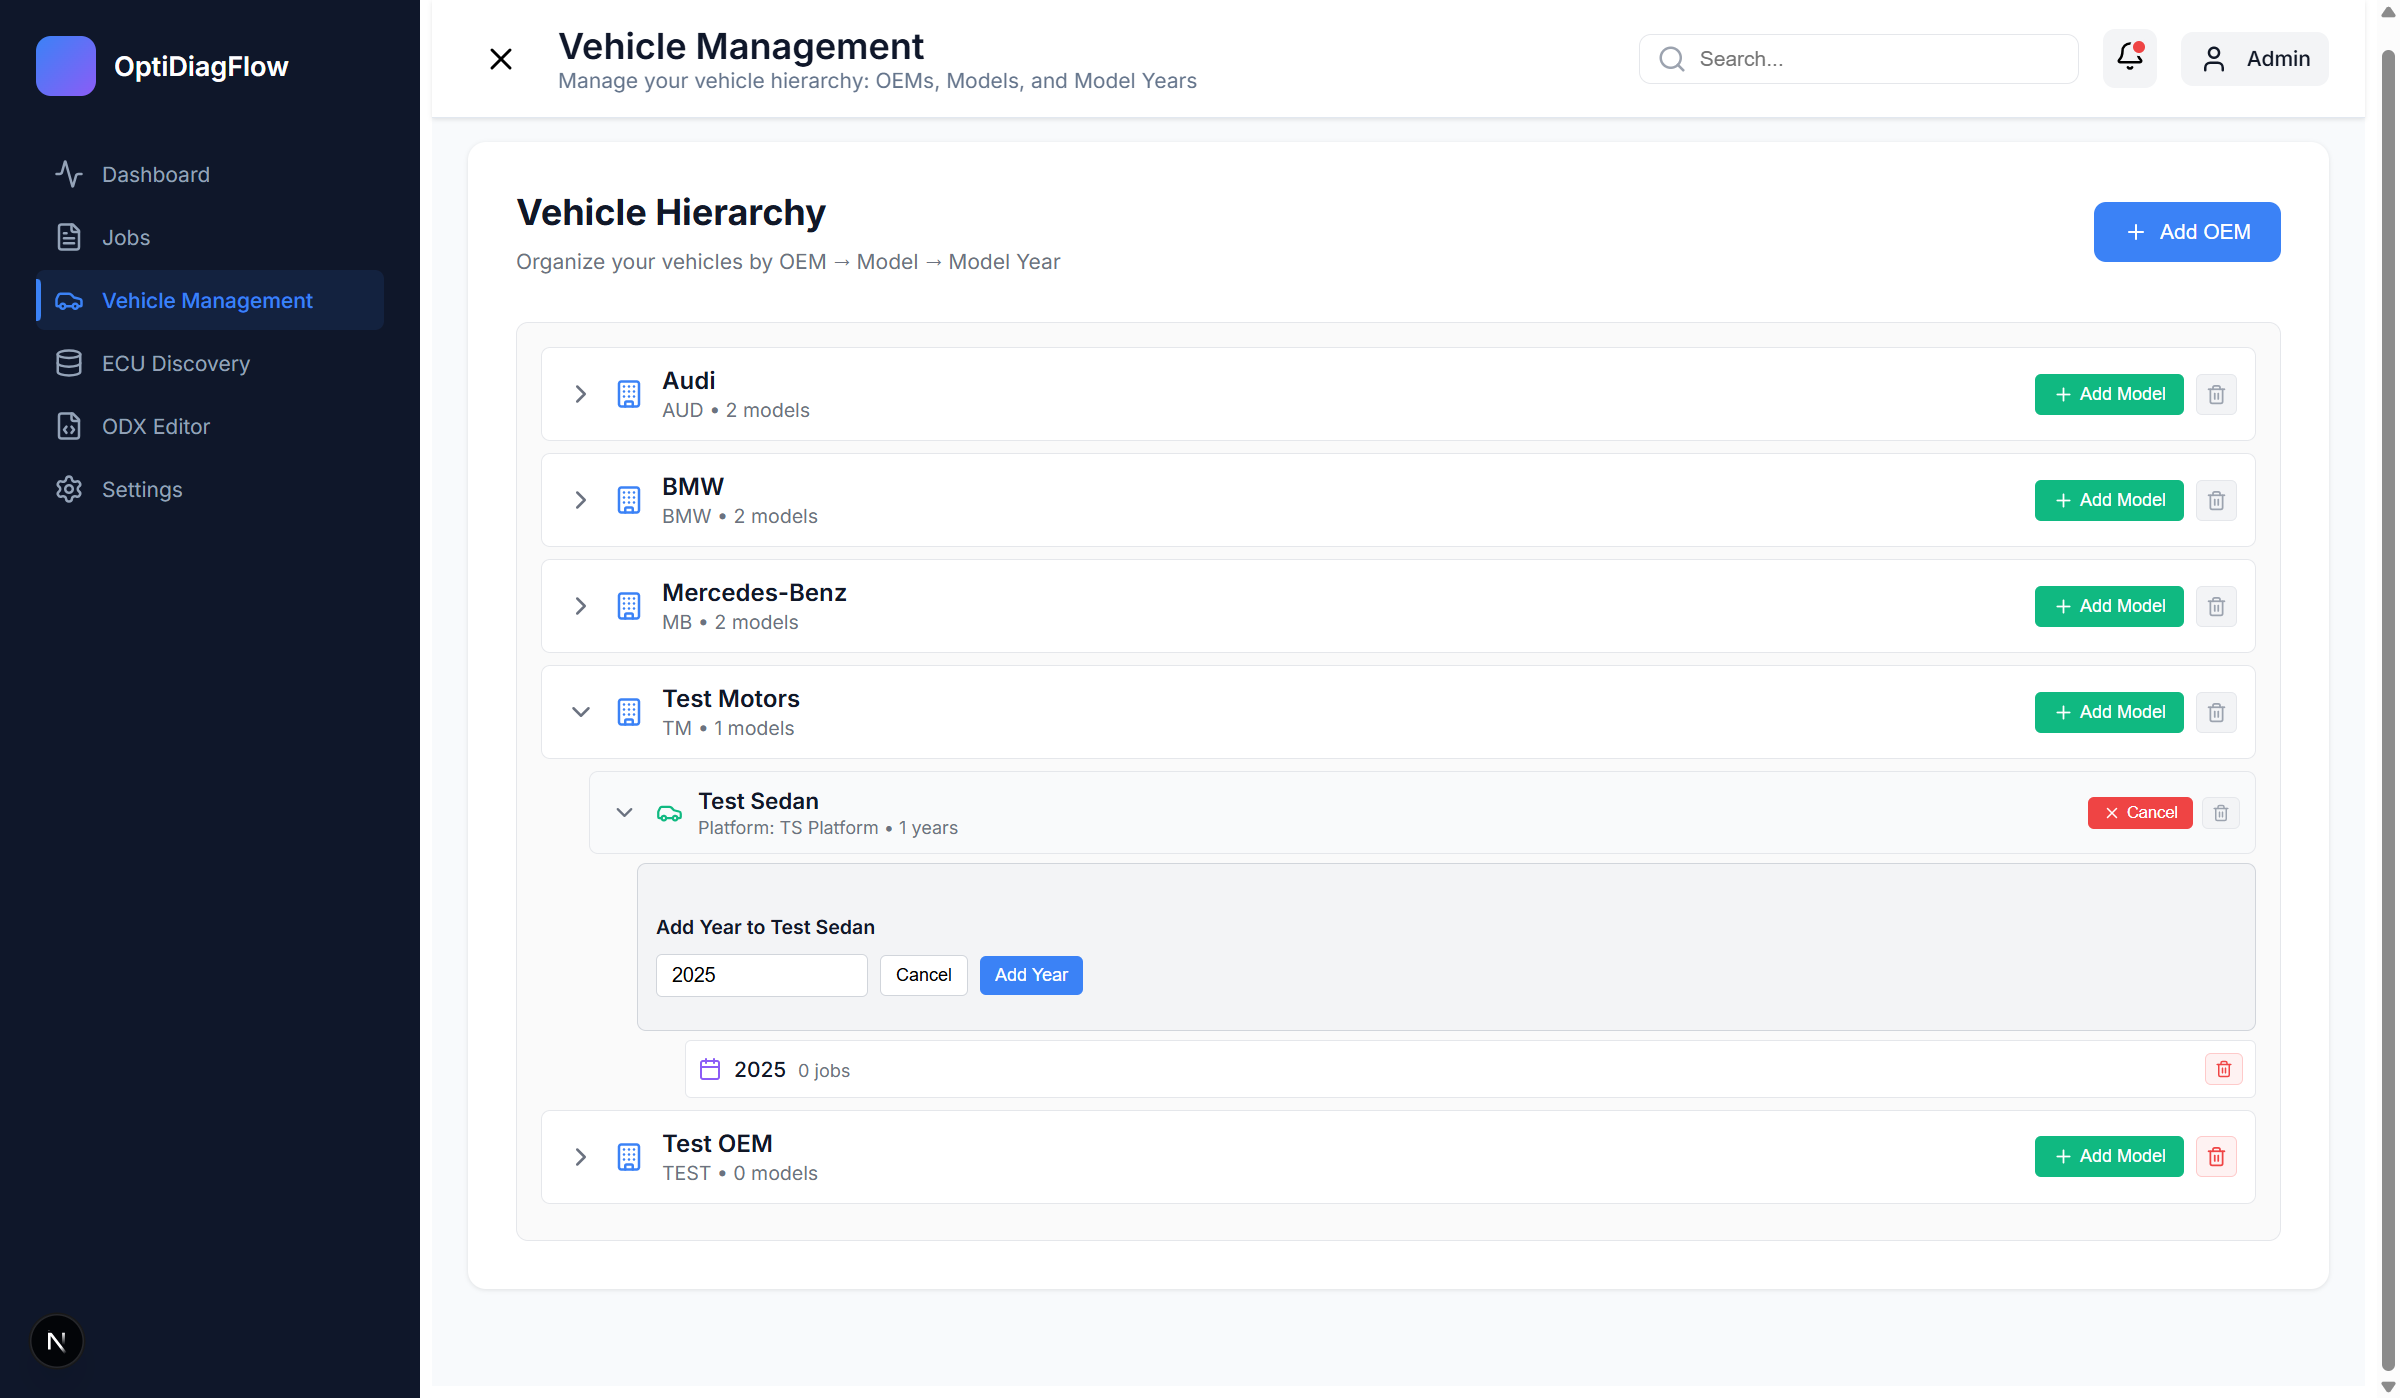 OptiDiagFlow
Dashboard
Jobs
Vehicle Management
ECU Discovery
ODX Editor
Settings
N
Vehicle Management
Manage your vehicle hierarchy: OEMs, Models, and Model Years
Search...
Admin
Vehicle Hierarchy
Organize your vehicles by OEM → Model → Model Year
+ Add OEM
Audi
AUD • 2 models
+ Add Model
BMW
BMW • 2 models
+ Add Model
Mercedes-Benz
MB • 2 models
+ Add Model
Test Motors
TM • 1 models
+ Add Model
Test Sedan
Platform: TS Platform • 1 years
Cancel
Add Year to Test Sedan
2025 Cancel Add Year
2025 0 jobs
Test OEM
TEST • 0 models
+ Add Model